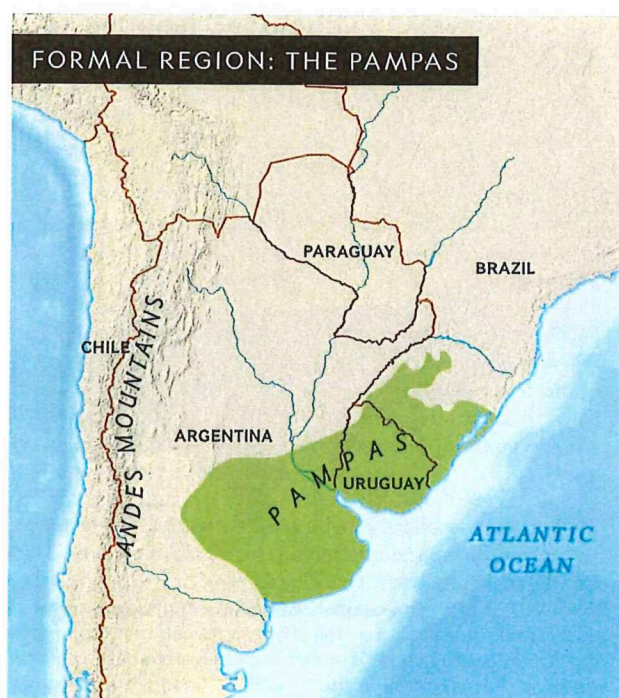 FORMAL REGION: THE PAMPAS
PARAGUAY
BRAZIL
CHILE
ANDES MOUNTAINS
ARGENTINA
PAMPAS
URUGUAY
ATLANTIC
OCEAN